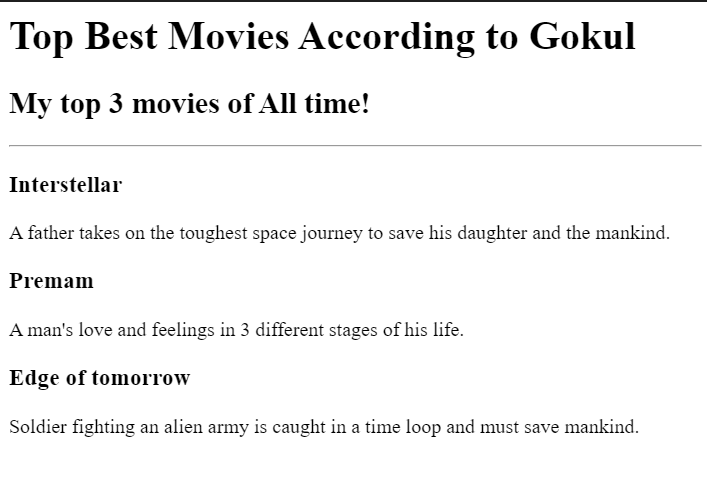 Top Best Movies According to Gokul
My top 3 movies of All time!
Interstellar
A father takes on the toughest space journey to save his daughter and the mankind.
Premam
A man's love and feelings in 3 different stages of his life.
Edge of tomorrow
Soldier fighting an alien army is caught in a time loop and must save mankind.